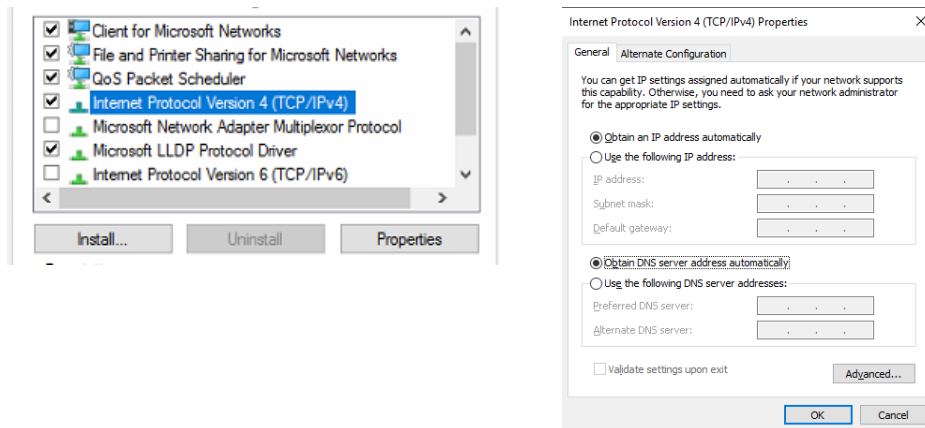 Client for Microsoft Networks
File and Printer Sharing for Microsoft Networks
QoS Packet Scheduler
Internet Protocol Version 4 (TCP/IPv4)
Microsoft Network Adapter Multiplexor Protocol
Microsoft LLDP Protocol Driver
Internet Protocol Version 6 (TCP/IPv6)
Install...
Uninstall
Properties
Internet Protocol Version 4 (TCP/IPv4) Properties
General
Alternate Configuration
You can get IP settings assigned automatically if your network supports
this capability. Otherwise, you need to ask your network administrator
for the appropriate IP settings.
Obtain an IP address automatically
Use the following IP address:
IP address:
Subnet mask:
Default gateway:
Obtain DNS server address automatically
Use the following DNS server addresses:
Preferred DNS server:
Alternate DNS server:
Validate settings upon exit
Advanced...
OK
Cancel